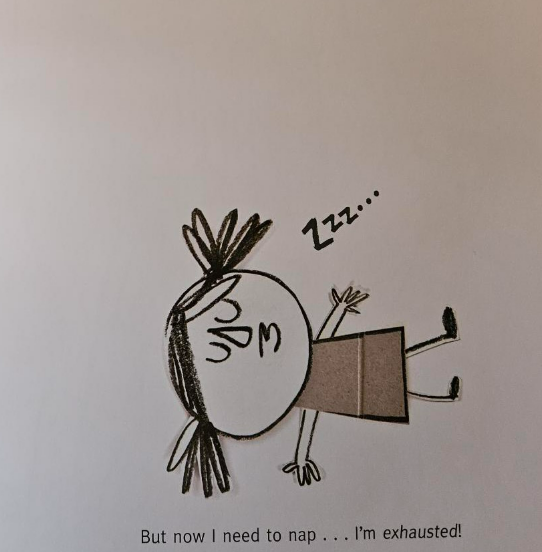 Zzz...
But now I need to nap . . . I'm exhausted!